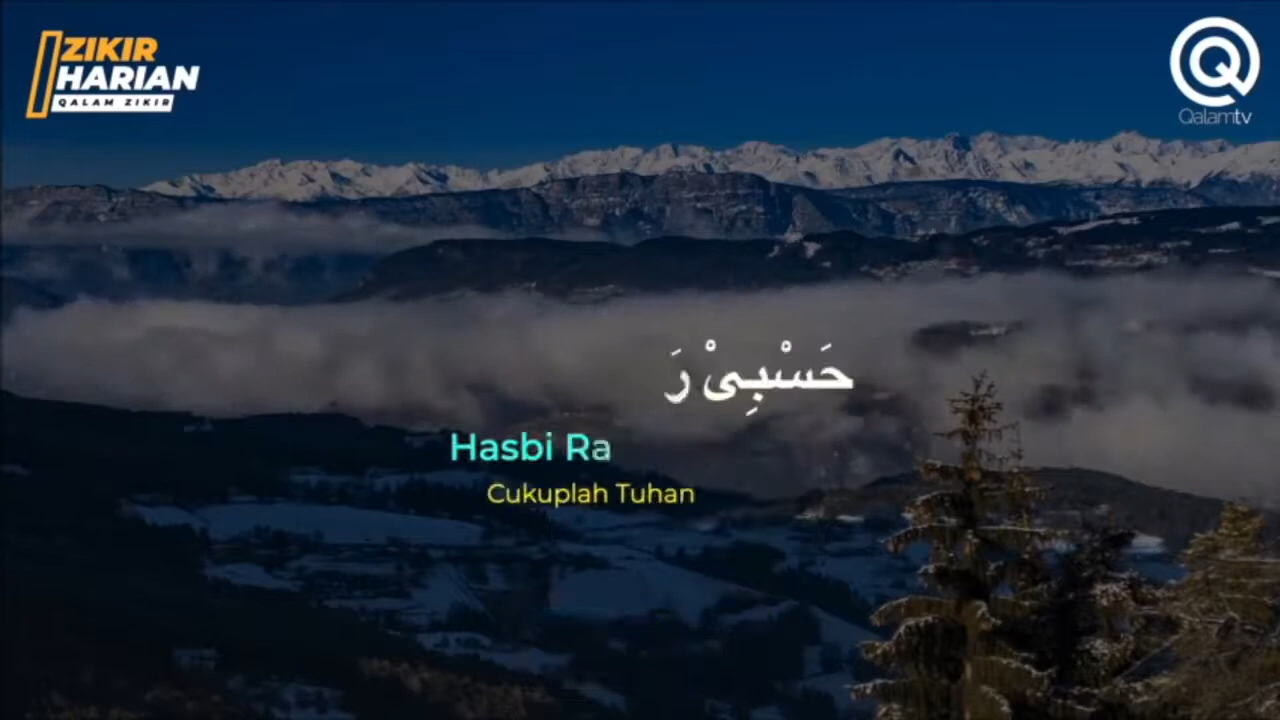 ZIKIR
HARIAN
QALAM ZIKIR
Qalamtv
حَسْبِىْ رَ
Hasbi Ra
Cukuplah Tuhan